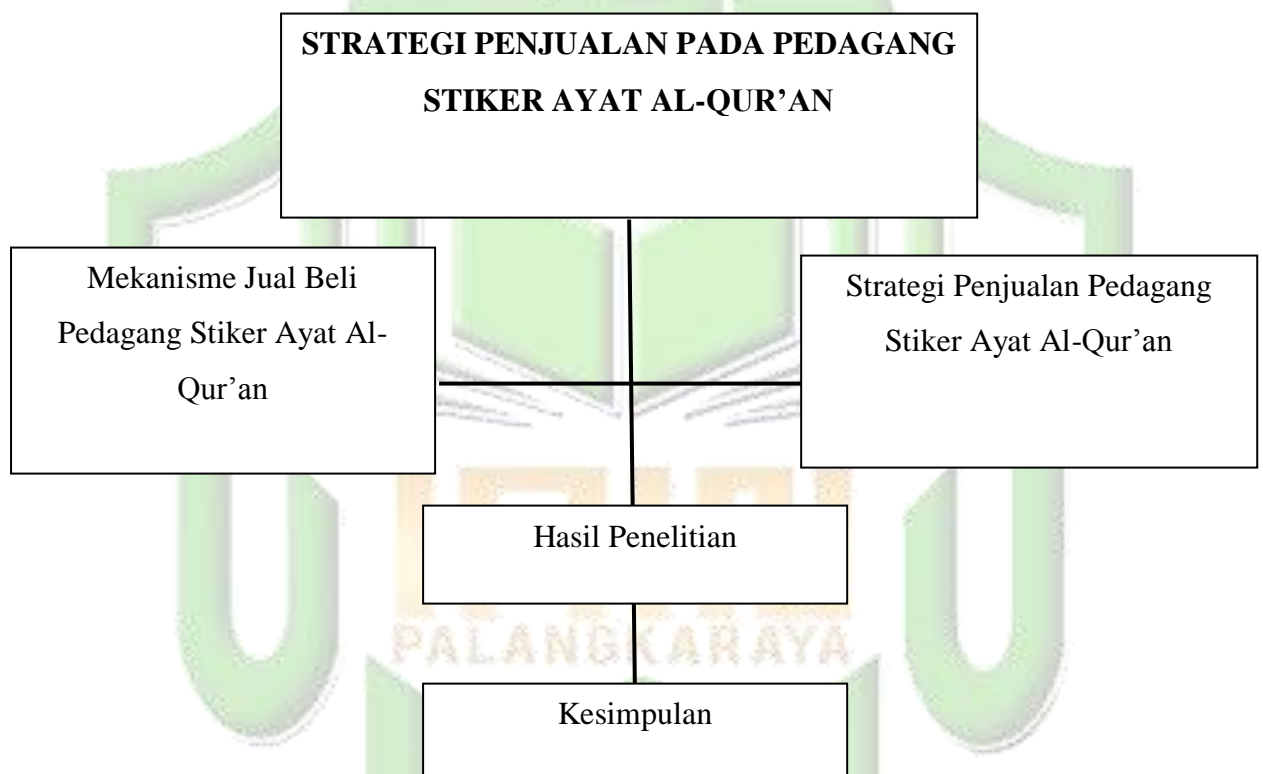 STRATEGI PENJUALAN PADA PEDAGANG
STIKER AYAT AL-QUR’AN
Mekanisme Jual Beli
Pedagang Stiker Ayat Al-
Qur’an
Strategi Penjualan Pedagang
Stiker Ayat Al-Qur’an
Hasil Penelitian
IAIN
PALANGKARAYA
Kesimpulan